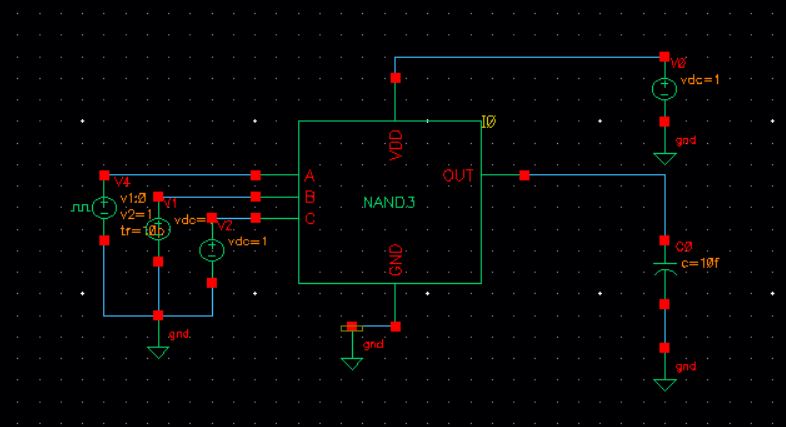 V0
vdc=1
I0
VDD
gnd
A
OUT
V4
v1:0
B
V1
NAND3
v2=1
vdc=
C
V2
tr=10p
vdc=1
C0
GND
c=10f
gnd
gnd
gnd